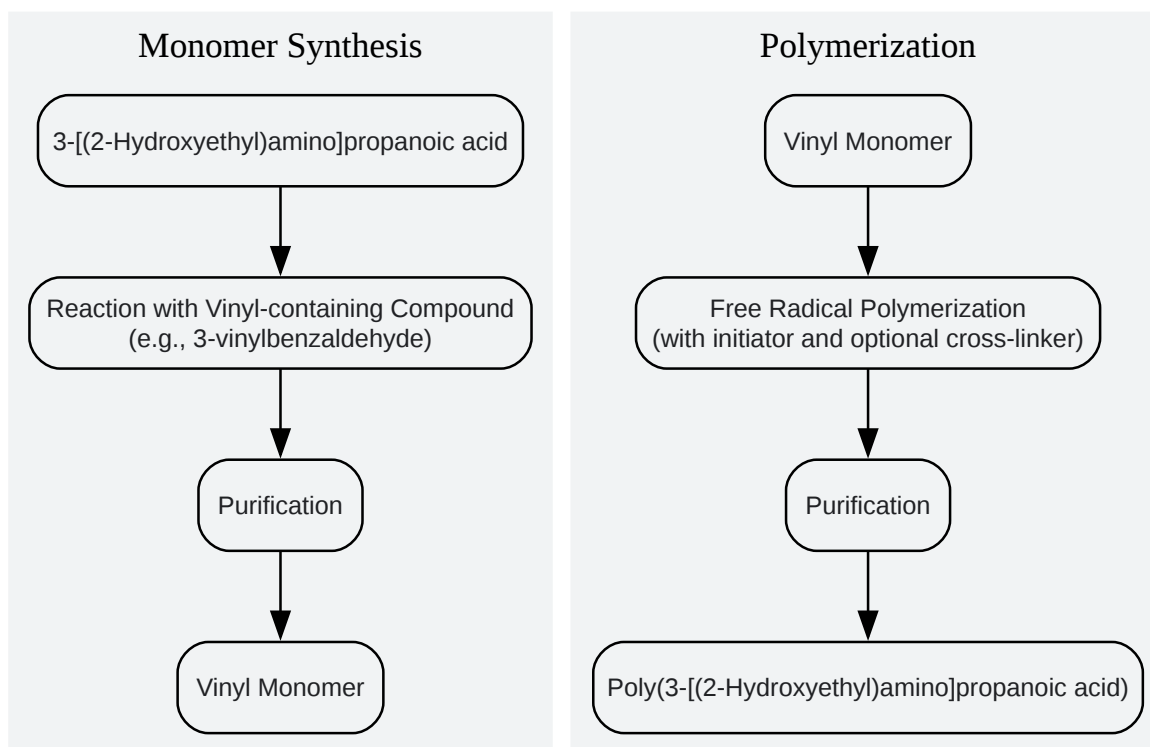 Monomer Synthesis
3-[(2-Hydroxyethyl)amino]propanoic acid
Reaction with Vinyl-containing Compound
(e.g., 3-vinylbenzaldehyde)
Purification
Vinyl Monomer
Polymerization
Vinyl Monomer
Free Radical Polymerization
(with initiator and optional cross-linker)
Purification
Poly(3-[(2-Hydroxyethyl)amino]propanoic acid)